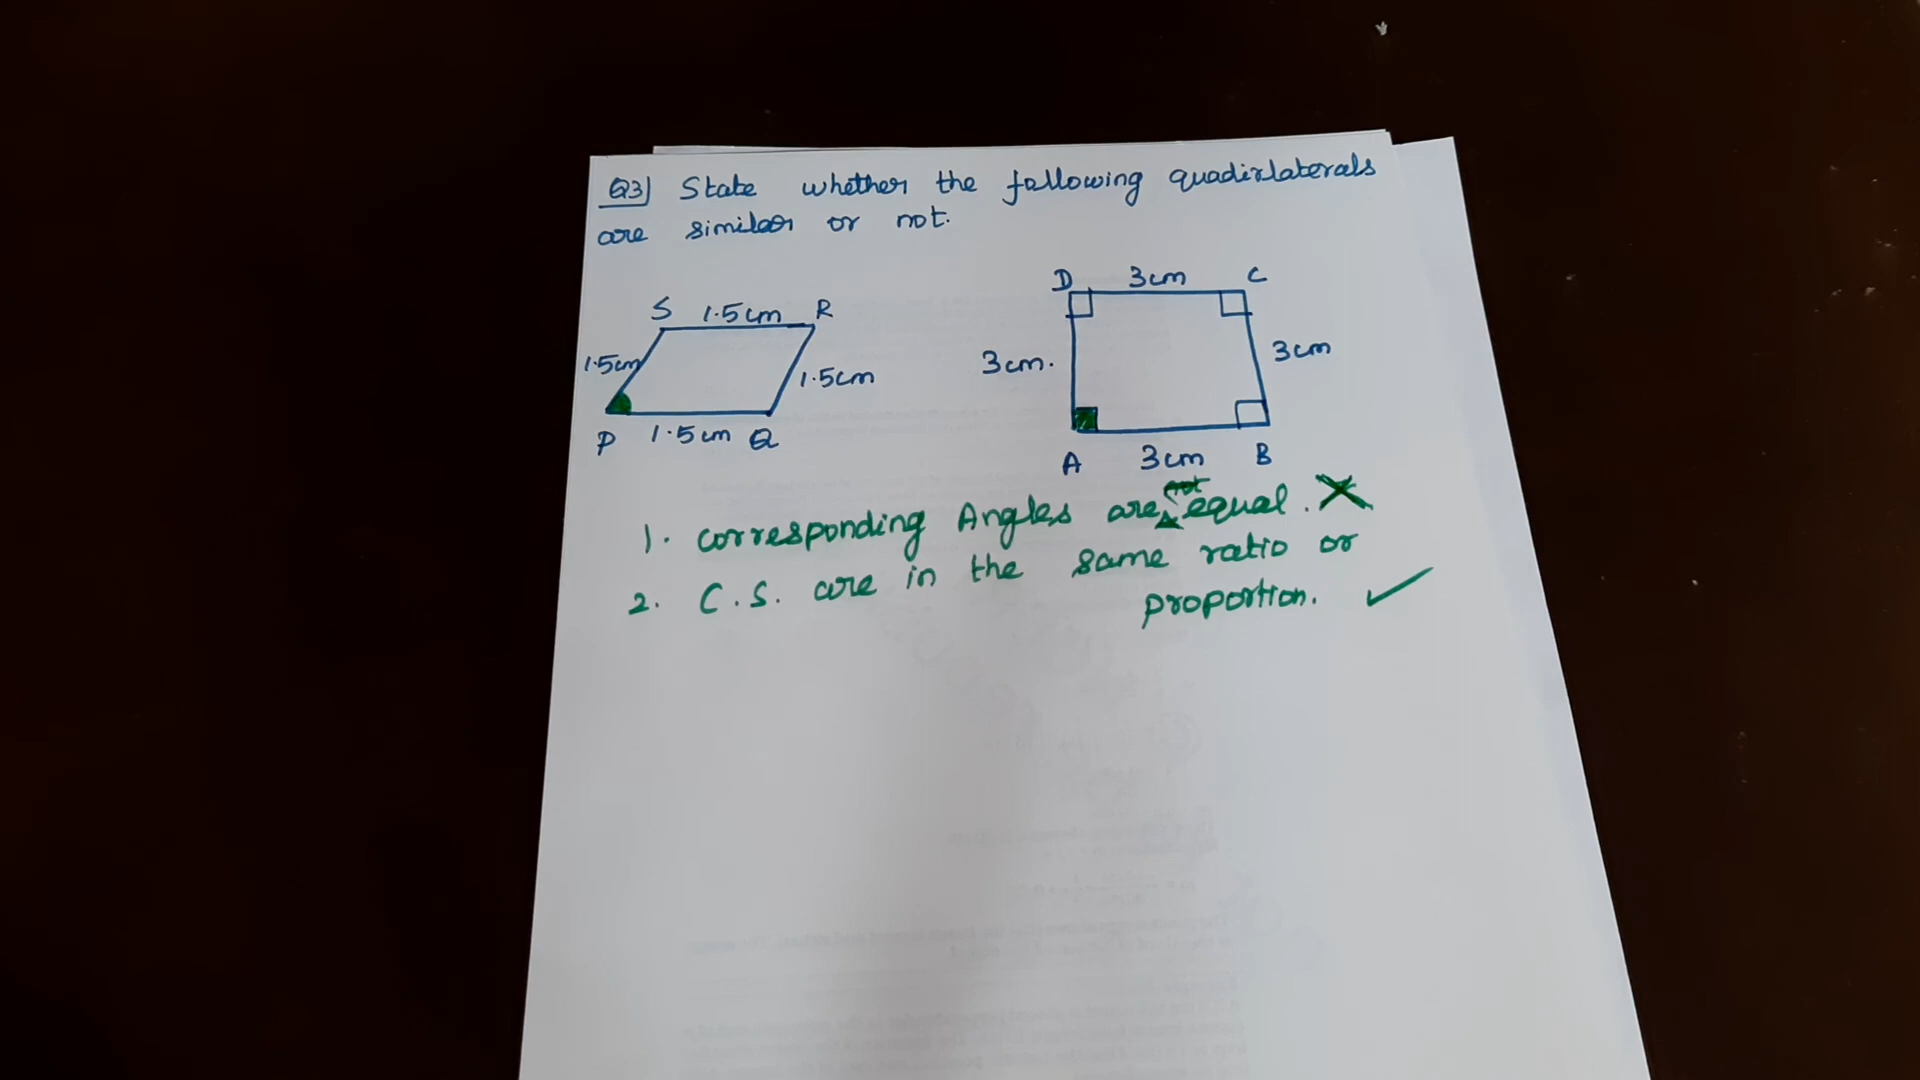 Q3) State whether the following quadirlaterals
are similar or not.
S 1.5cm R
1.5cm
1.5cm
P 1.5cm Q
D 3cm C
3cm.
3cm
A 3cm B
1. corresponding Angles are not equal. ✗
2. C.S. are in the same ratio or
proportion. ✓